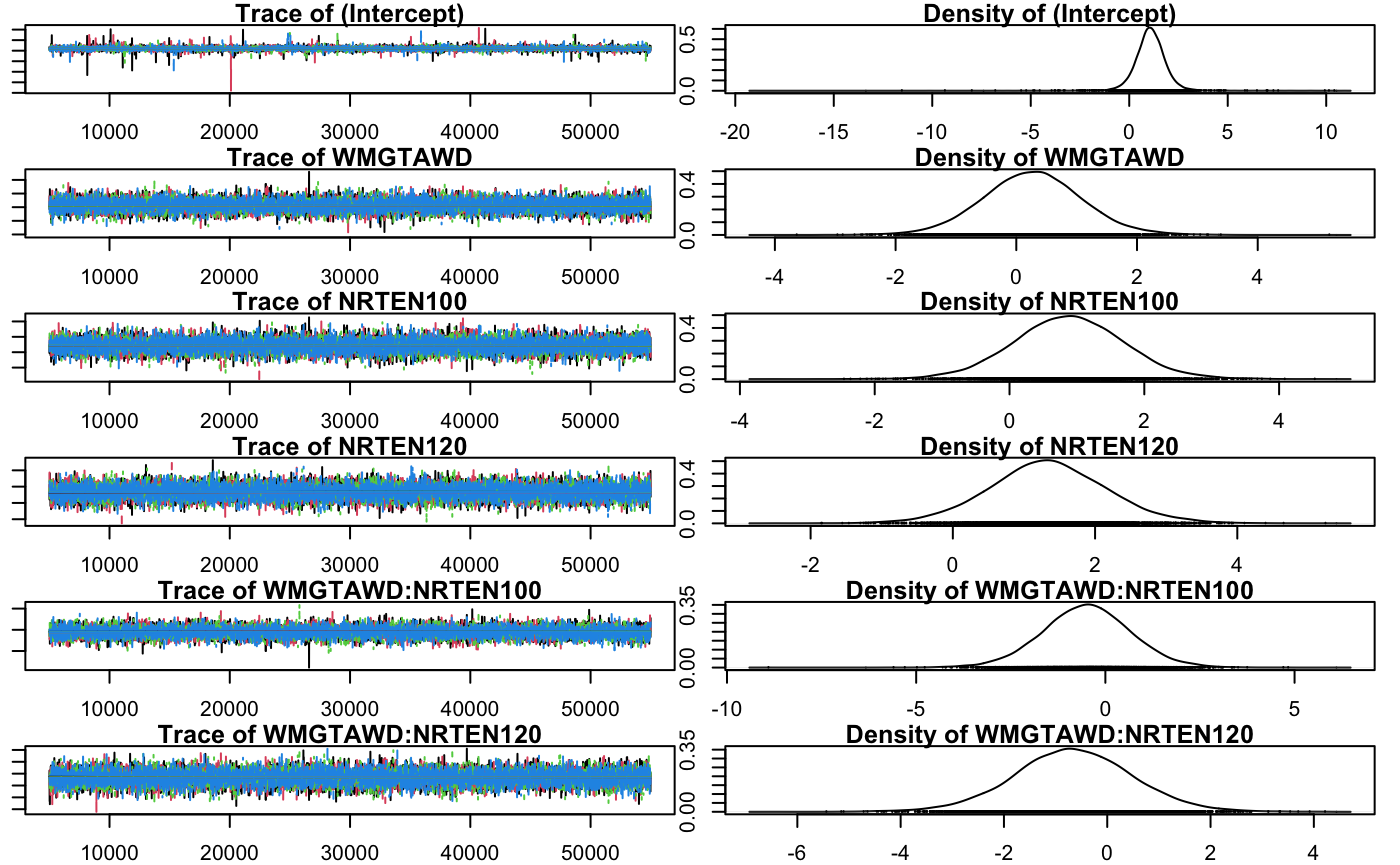 Trace of (Intercept) Density of (Intercept)
0.0 0.5
10000 20000 30000 40000 50000 -20 -15 -10 -5 0 5 10
Trace of WMGTAWD Density of WMGTAWD
0.0 0.4
10000 20000 30000 40000 50000 -4 -2 0 2 4
Trace of NRTEN100 Density of NRTEN100
0.0 0.4
10000 20000 30000 40000 50000 -4 -2 0 2 4
Trace of NRTEN120 Density of NRTEN120
0.0 0.4
10000 20000 30000 40000 50000 -2 0 2 4
Trace of WMGTAWD:NRTEN100 Density of WMGTAWD:NRTEN100
0.00 0.35
10000 20000 30000 40000 50000 -10 -5 0 5
Trace of WMGTAWD:NRTEN120 Density of WMGTAWD:NRTEN120
0.00 0.35
10000 20000 30000 40000 50000 -6 -4 -2 0 2 4